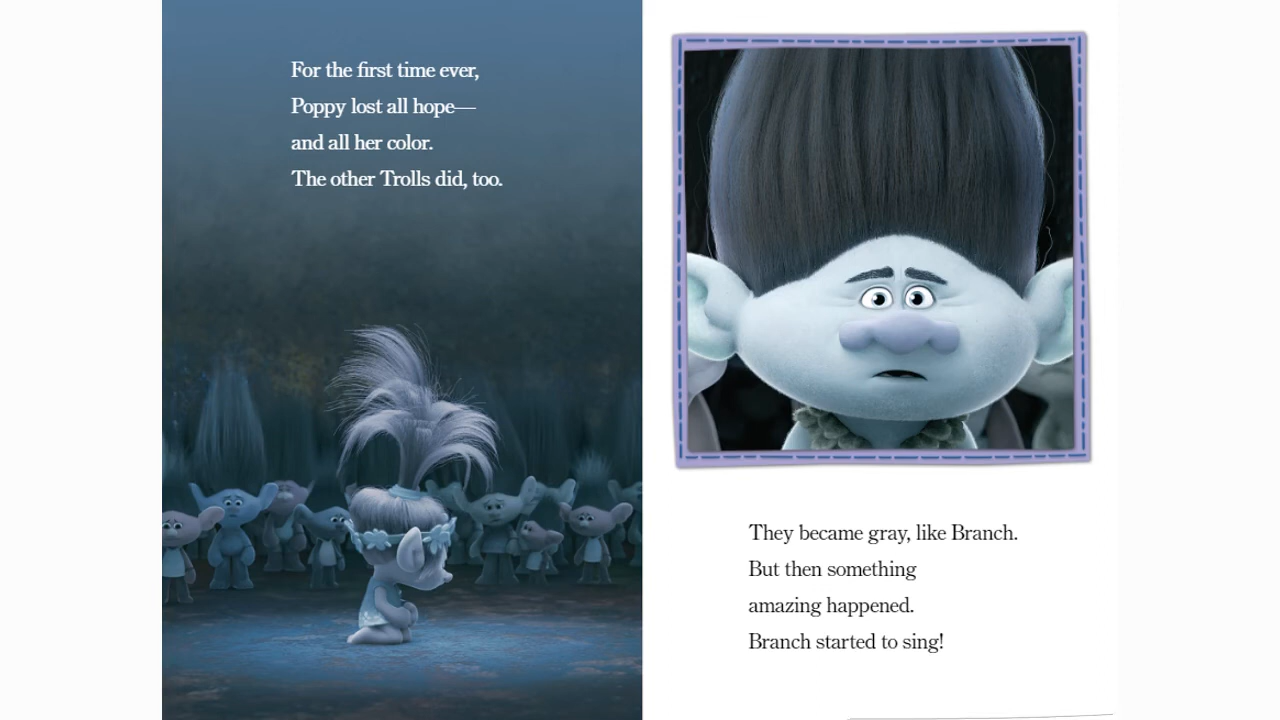 For the first time ever,
Poppy lost all hope—
and all her color.
The other Trolls did, too.
They became gray, like Branch.
But then something
amazing happened.
Branch started to sing!